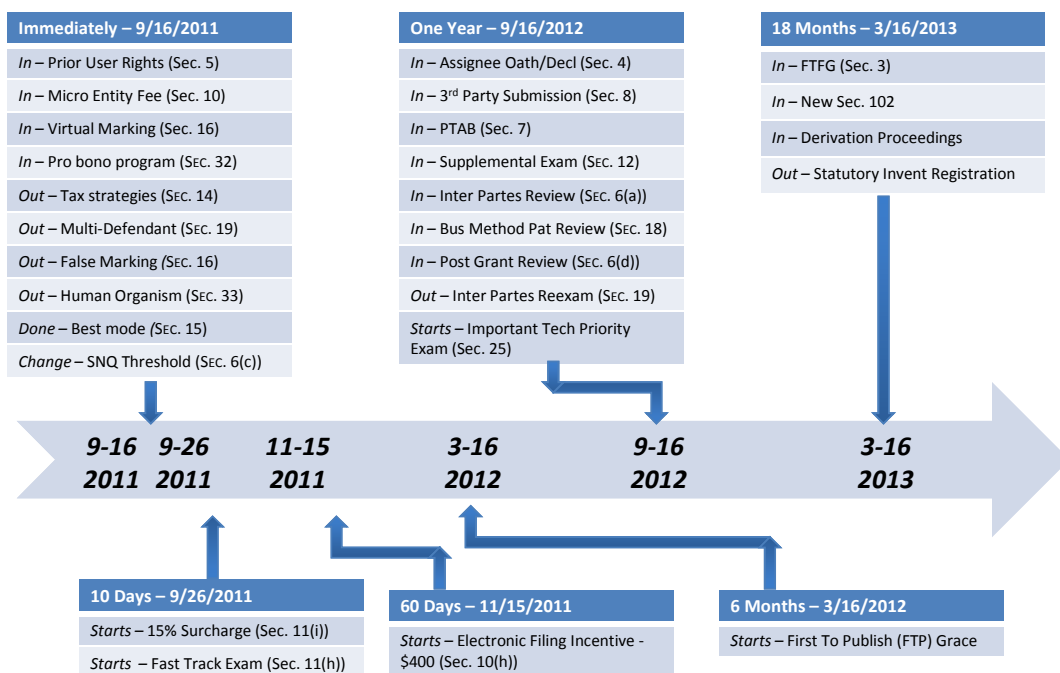 Immediately – 9/16/2011
In – Prior User Rights (Sec. 5)
In – Micro Entity Fee (Sec. 10)
In – Virtual Marking (Sec. 16)
In – Pro bono program (SEC. 32)
Out – Tax strategies (SEC. 14)
Out – Multi-Defendant (SEC. 19)
Out – False Marking (SEC. 16)
Out – Human Organism (SEC. 33)
Done – Best mode (SEC. 15)
Change – SNQ Threshold (SEC. 6(c))
One Year – 9/16/2012
In – Assignee Oath/Decl (Sec. 4)
In – 3rd Party Submission (Sec. 8)
In – PTAB (Sec. 7)
In – Supplemental Exam (SEC. 12)
In – Inter Partes Review (SEC. 6(a))
In – Bus Method Pat Review (SEC. 18)
In – Post Grant Review (SEC. 6(d))
Out – Inter Partes Reexam (SEC. 19)
Starts – Important Tech Priority
Exam (Sec. 25)
18 Months – 3/16/2013
In – FTFG (Sec. 3)
In – New Sec. 102
In – Derivation Proceedings
Out – Statutory Invent Registration
9-16 9-26 11-15 3-16 9-16 3-16
2011 2011 2011 2012 2012 2013
10 Days – 9/26/2011
Starts – 15% Surcharge (Sec. 11(i))
Starts – Fast Track Exam (Sec. 11(h))
60 Days – 11/15/2011
Starts – Electronic Filing Incentive -
$400 (Sec. 10(h))
6 Months – 3/16/2012
Starts – First To Publish (FTP) Grace